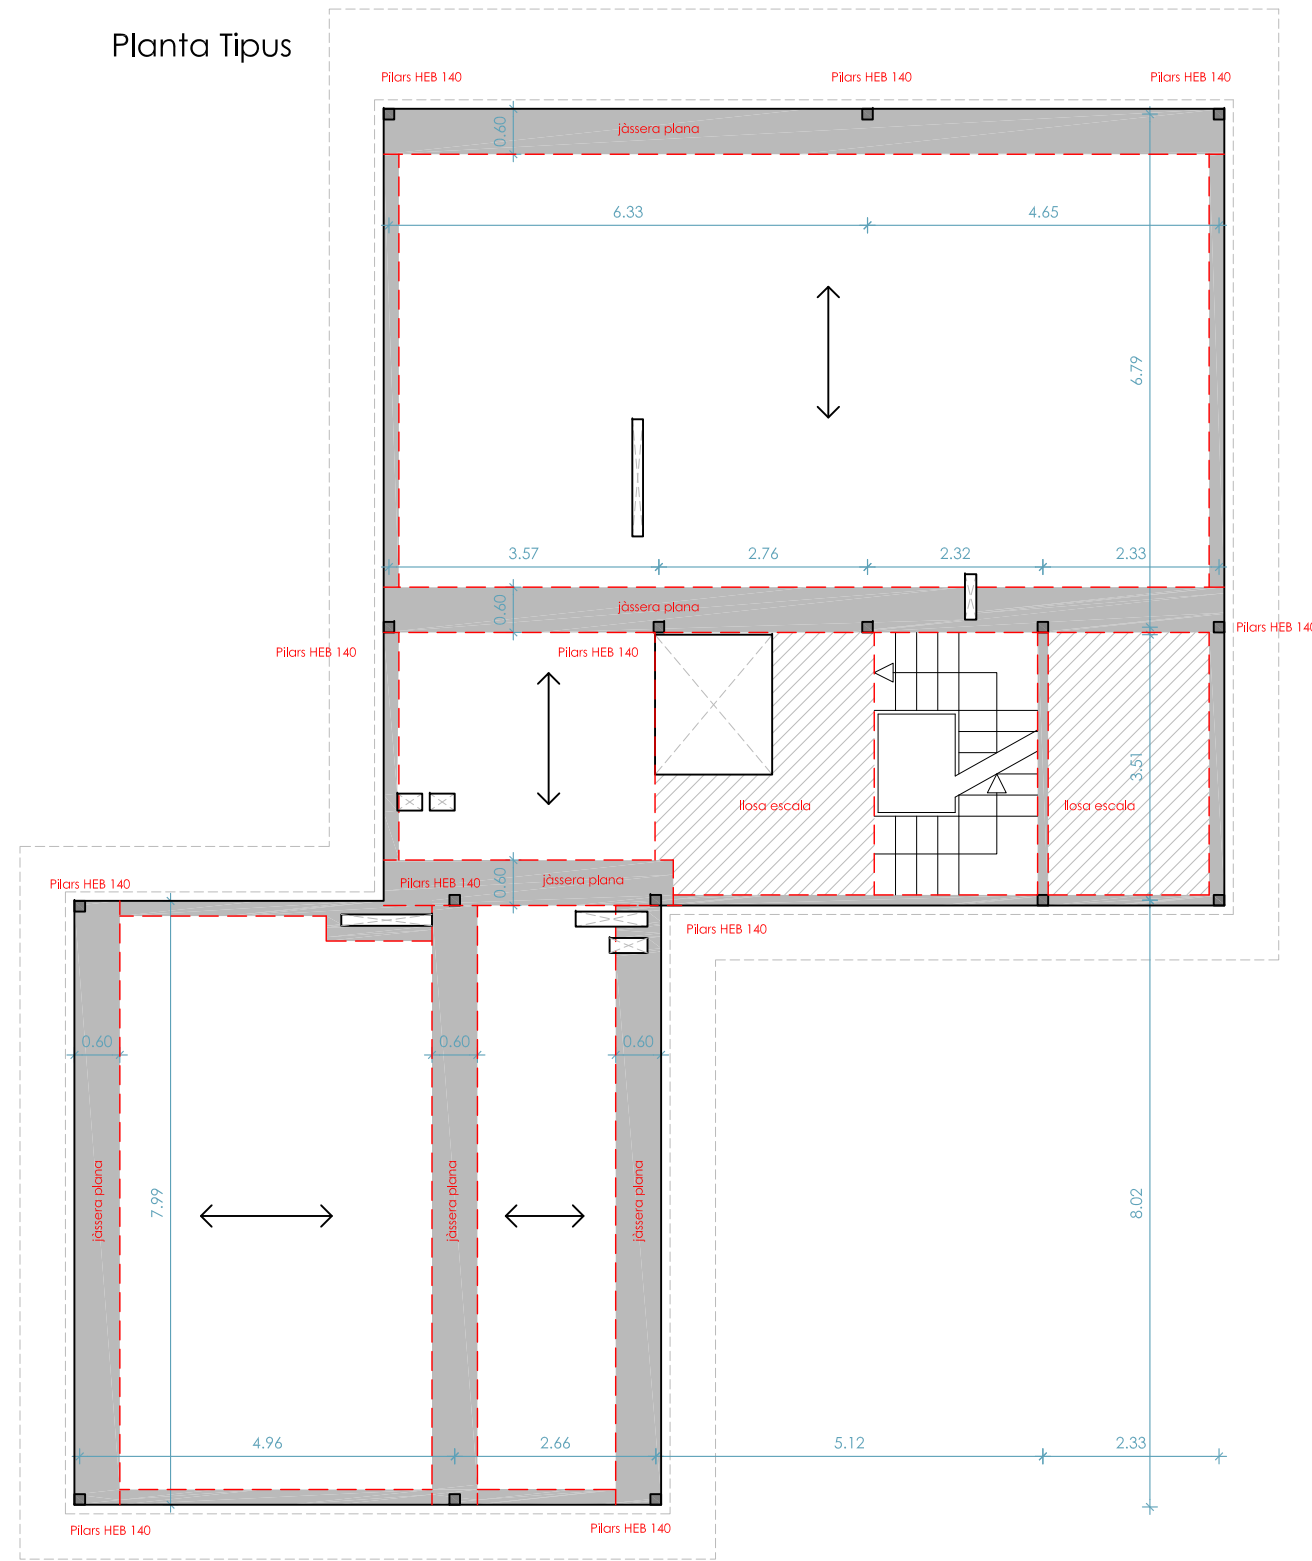 Planta Tipus
Pilars HEB 140
Pilars HEB 140
Pilars HEB 140
0.60
jàssera plana
6.33
4.65
6.79
3.57
2.76
2.32
2.33
0.60
jàssera plana
Pilars HEB 140
Pilars HEB 140
Pilars HEB 140
3.51
llosa escala
llosa escala
Pilars HEB 140
Pilars HEB 140
0.60
jàssera plana
Pilars HEB 140
0.60
0.60
0.60
jàssera plana
jàssera plana
jàssera plana
7.99
8.02
4.96
2.66
5.12
2.33
Pilars HEB 140
Pilars HEB 140